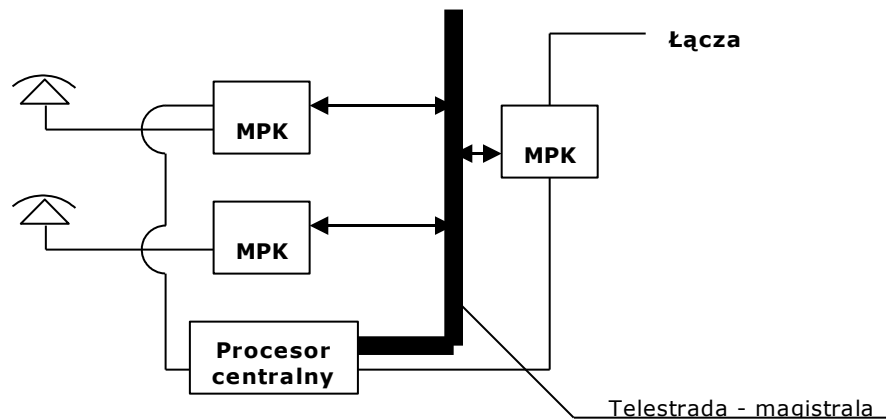 Łącza
MPK
MPK
MPK
Procesor
centralny
Telestrada - magistrala